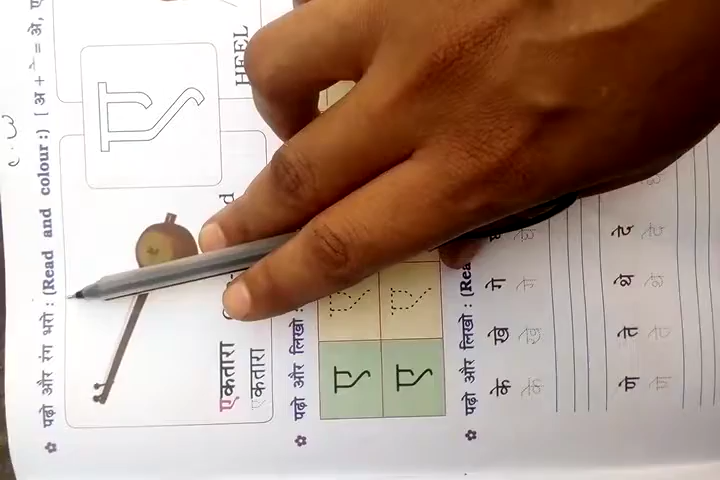 ✿ पढ़ो और रंग भरो : (Read and colour :) [ अ + े = अे, ए
ए
HEEL
एकतारा
एकतारा
✿ पढ़ो और लिखो :
ए
ए
ए
ए
✿ पढ़ो और लिखो : (Rea
के खे गे
के खे गे
णे ते थे दे
णे ते थे दे